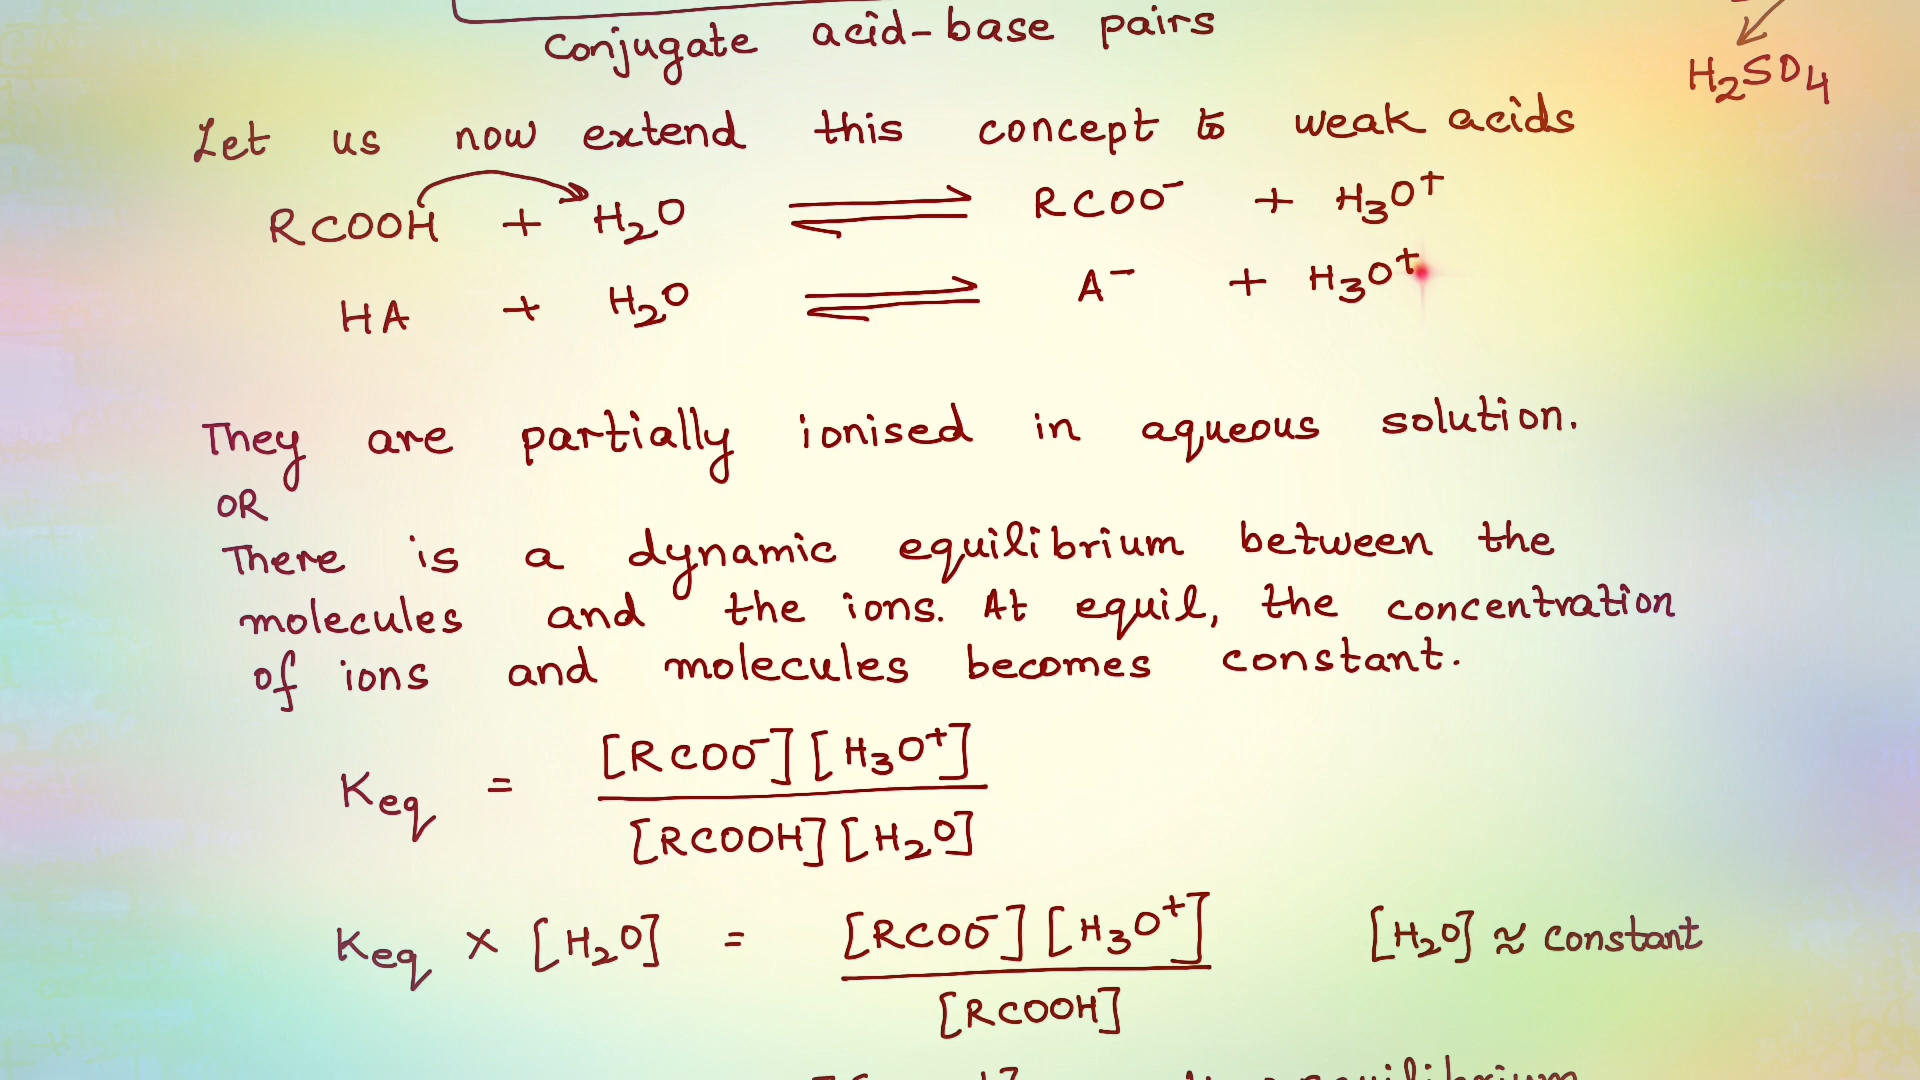 Conjugate acid-base pairs
H₂SO₄
Let us now extend this concept to weak acids
RCOOH + H₂O ⇌ RCOO⁻ + H₃O⁺
HA + H₂O ⇌ A⁻ + H₃O⁺
They are partially ionised in aqueous solution.
OR
There is a dynamic equilibrium between the
molecules and the ions. At equil, the concentration
of ions and molecules becomes constant.
Keq = [RCOO⁻][H₃O⁺]
[RCOOH][H₂O]
Keq × [H₂O] = [RCOO⁻][H₃O⁺] [H₂O] ≈ constant
[RCOOH]
equilibrium